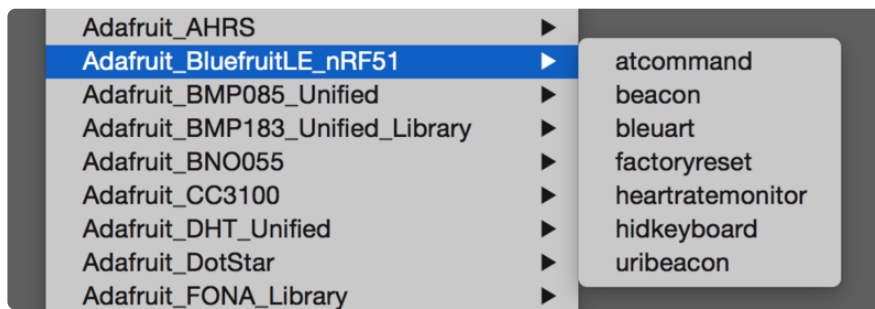 Adafruit_AHRS
Adafruit_BluefruitLE_nRF51
Adafruit_BMP085_Unified
Adafruit_BMP183_Unified_Library
Adafruit_BNO055
Adafruit_CC3100
Adafruit_DHT_Unified
Adafruit_DotStar
Adafruit_FONA_Library
atcommand
beacon
bleuart
factoryreset
heartratemonitor
hidkeyboard
uribeacon